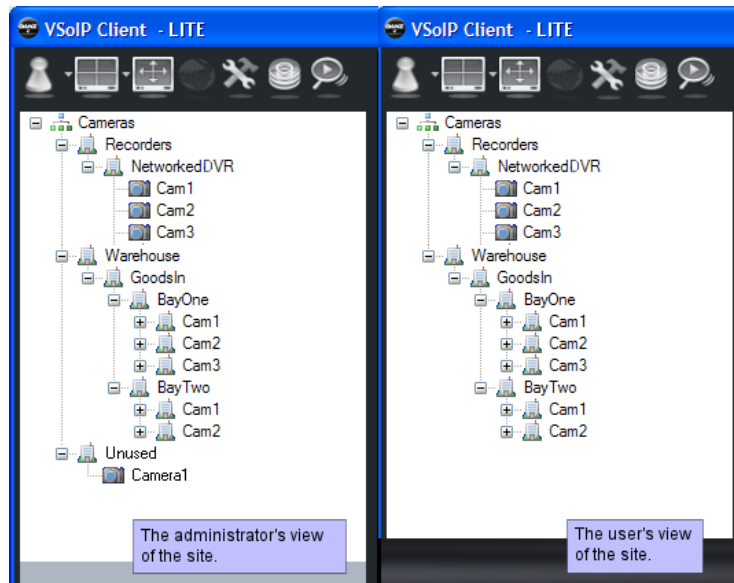 VSoIP Client - LITE
Cameras
Recorders
NetworkedDVR
Cam1
Cam2
Cam3
Warehouse
GoodsIn
BayOne
Cam1
Cam2
Cam3
BayTwo
Cam1
Cam2
Unused
Camera1
The administrator's view
of the site.
VSoIP Client - LITE
Cameras
Recorders
NetworkedDVR
Cam1
Cam2
Cam3
Warehouse
GoodsIn
BayOne
Cam1
Cam2
Cam3
BayTwo
Cam1
Cam2
The user's view
of the site.